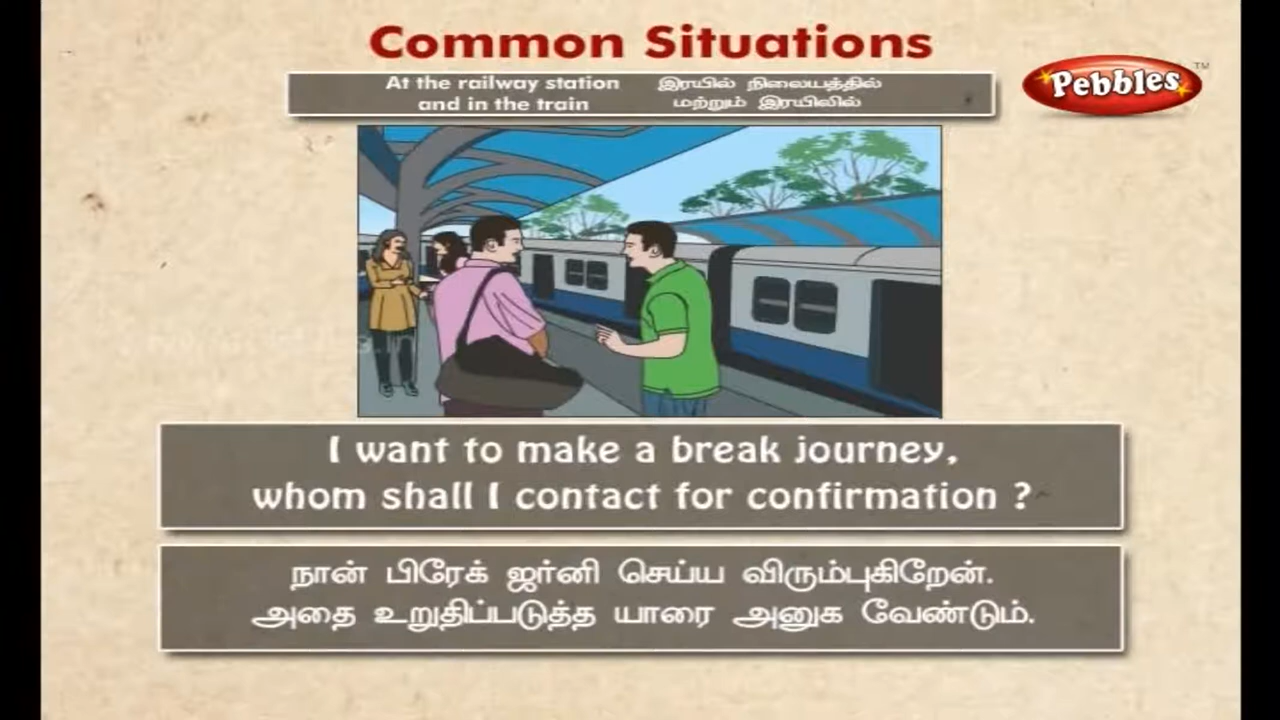 Common Situations
At the railway station
and in the train
இரயில் நிலையத்தில்
மற்றும் இரயிலில்
Pebbles TM
I want to make a break journey,
whom shall I contact for confirmation ?
நான் பிரேக் ஜர்னி செய்ய விரும்புகிறேன்.
அதை உறுதிப்படுத்த யாரை அனுக வேண்டும்.